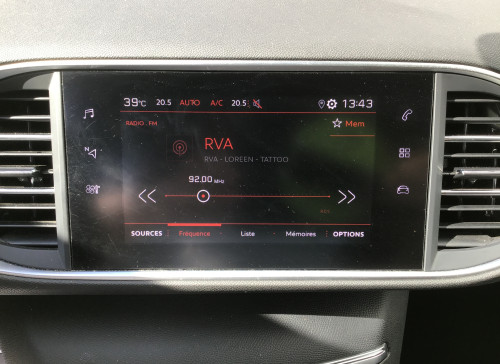 39°C 20.5 AUTO A/C 20.5 13:43
RADIO . FM
Mem
RVA
RVA - LOREEN - TATTOO
92.00 MHz
N
SOURCES Fréquence Liste Mémoires OPTIONS